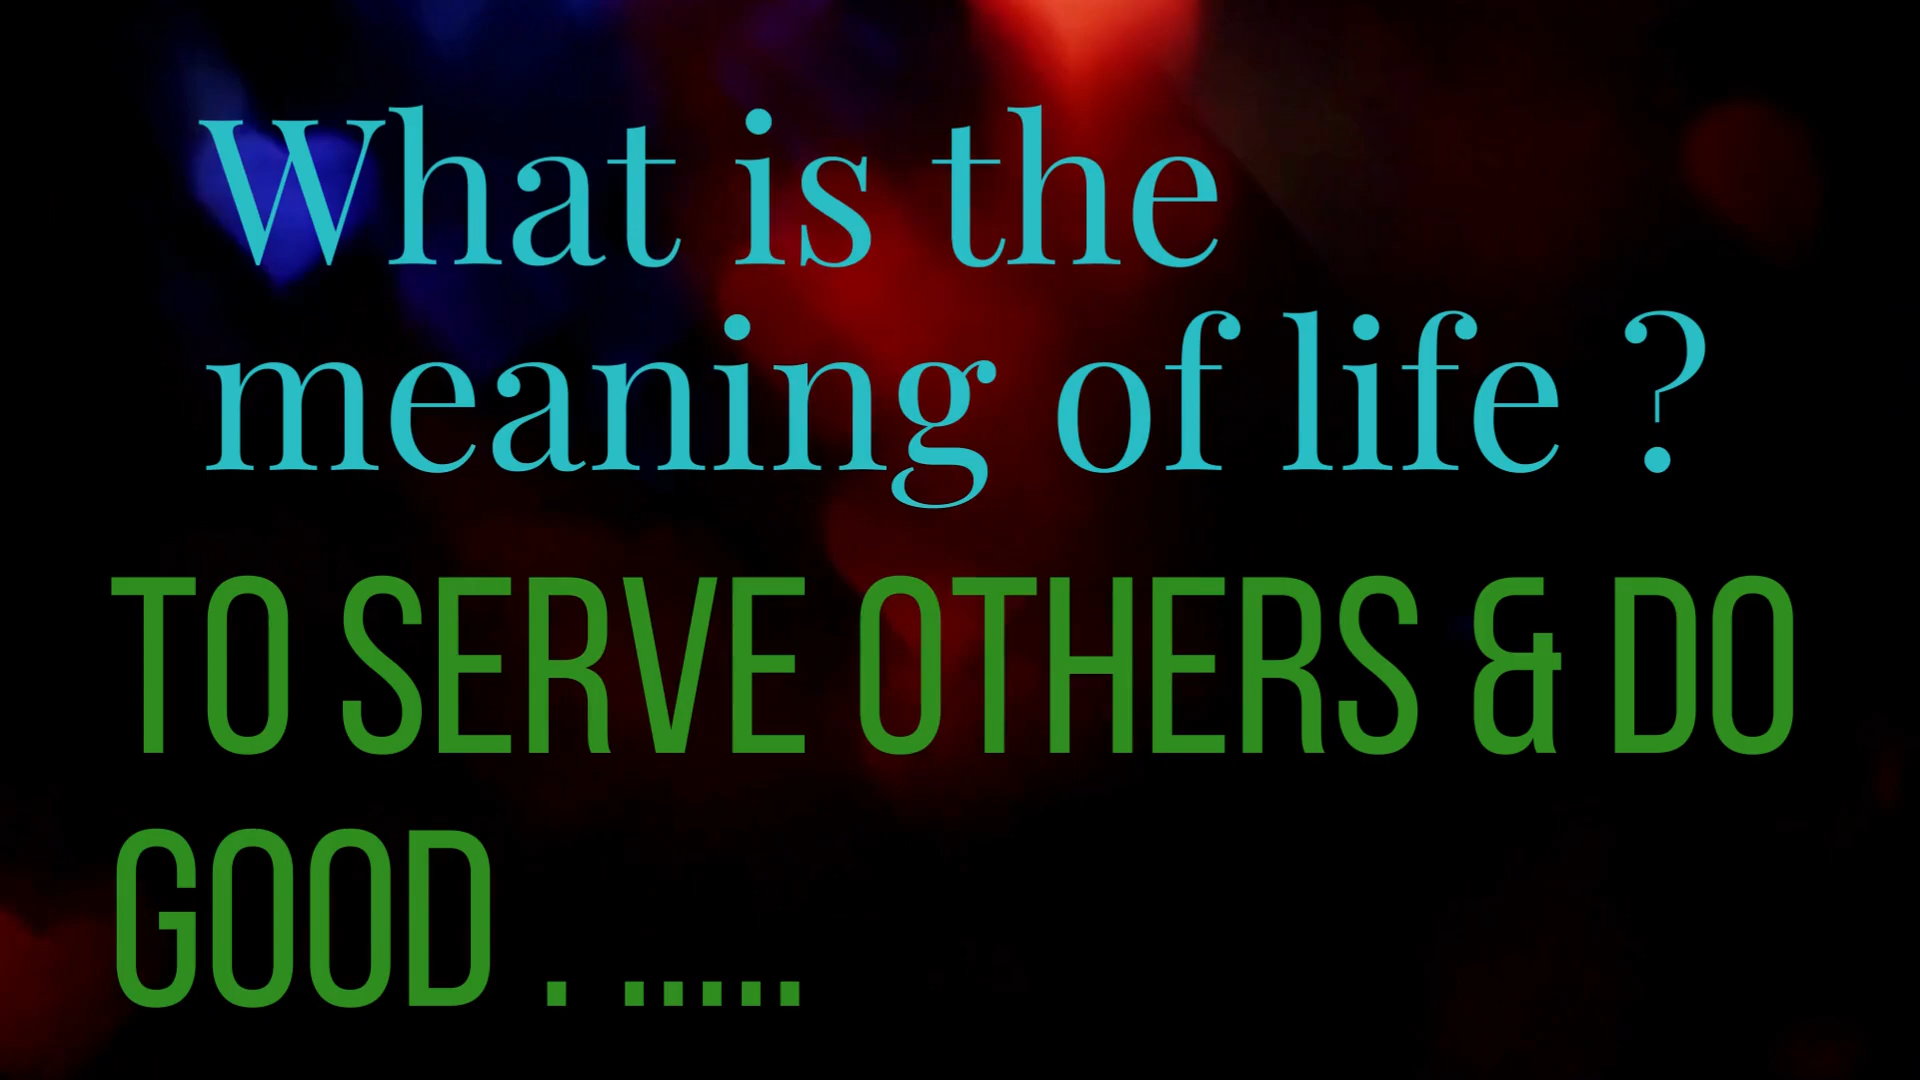 What is the
meaning of life ?
TO SERVE OTHERS & DO
GOOD . .....